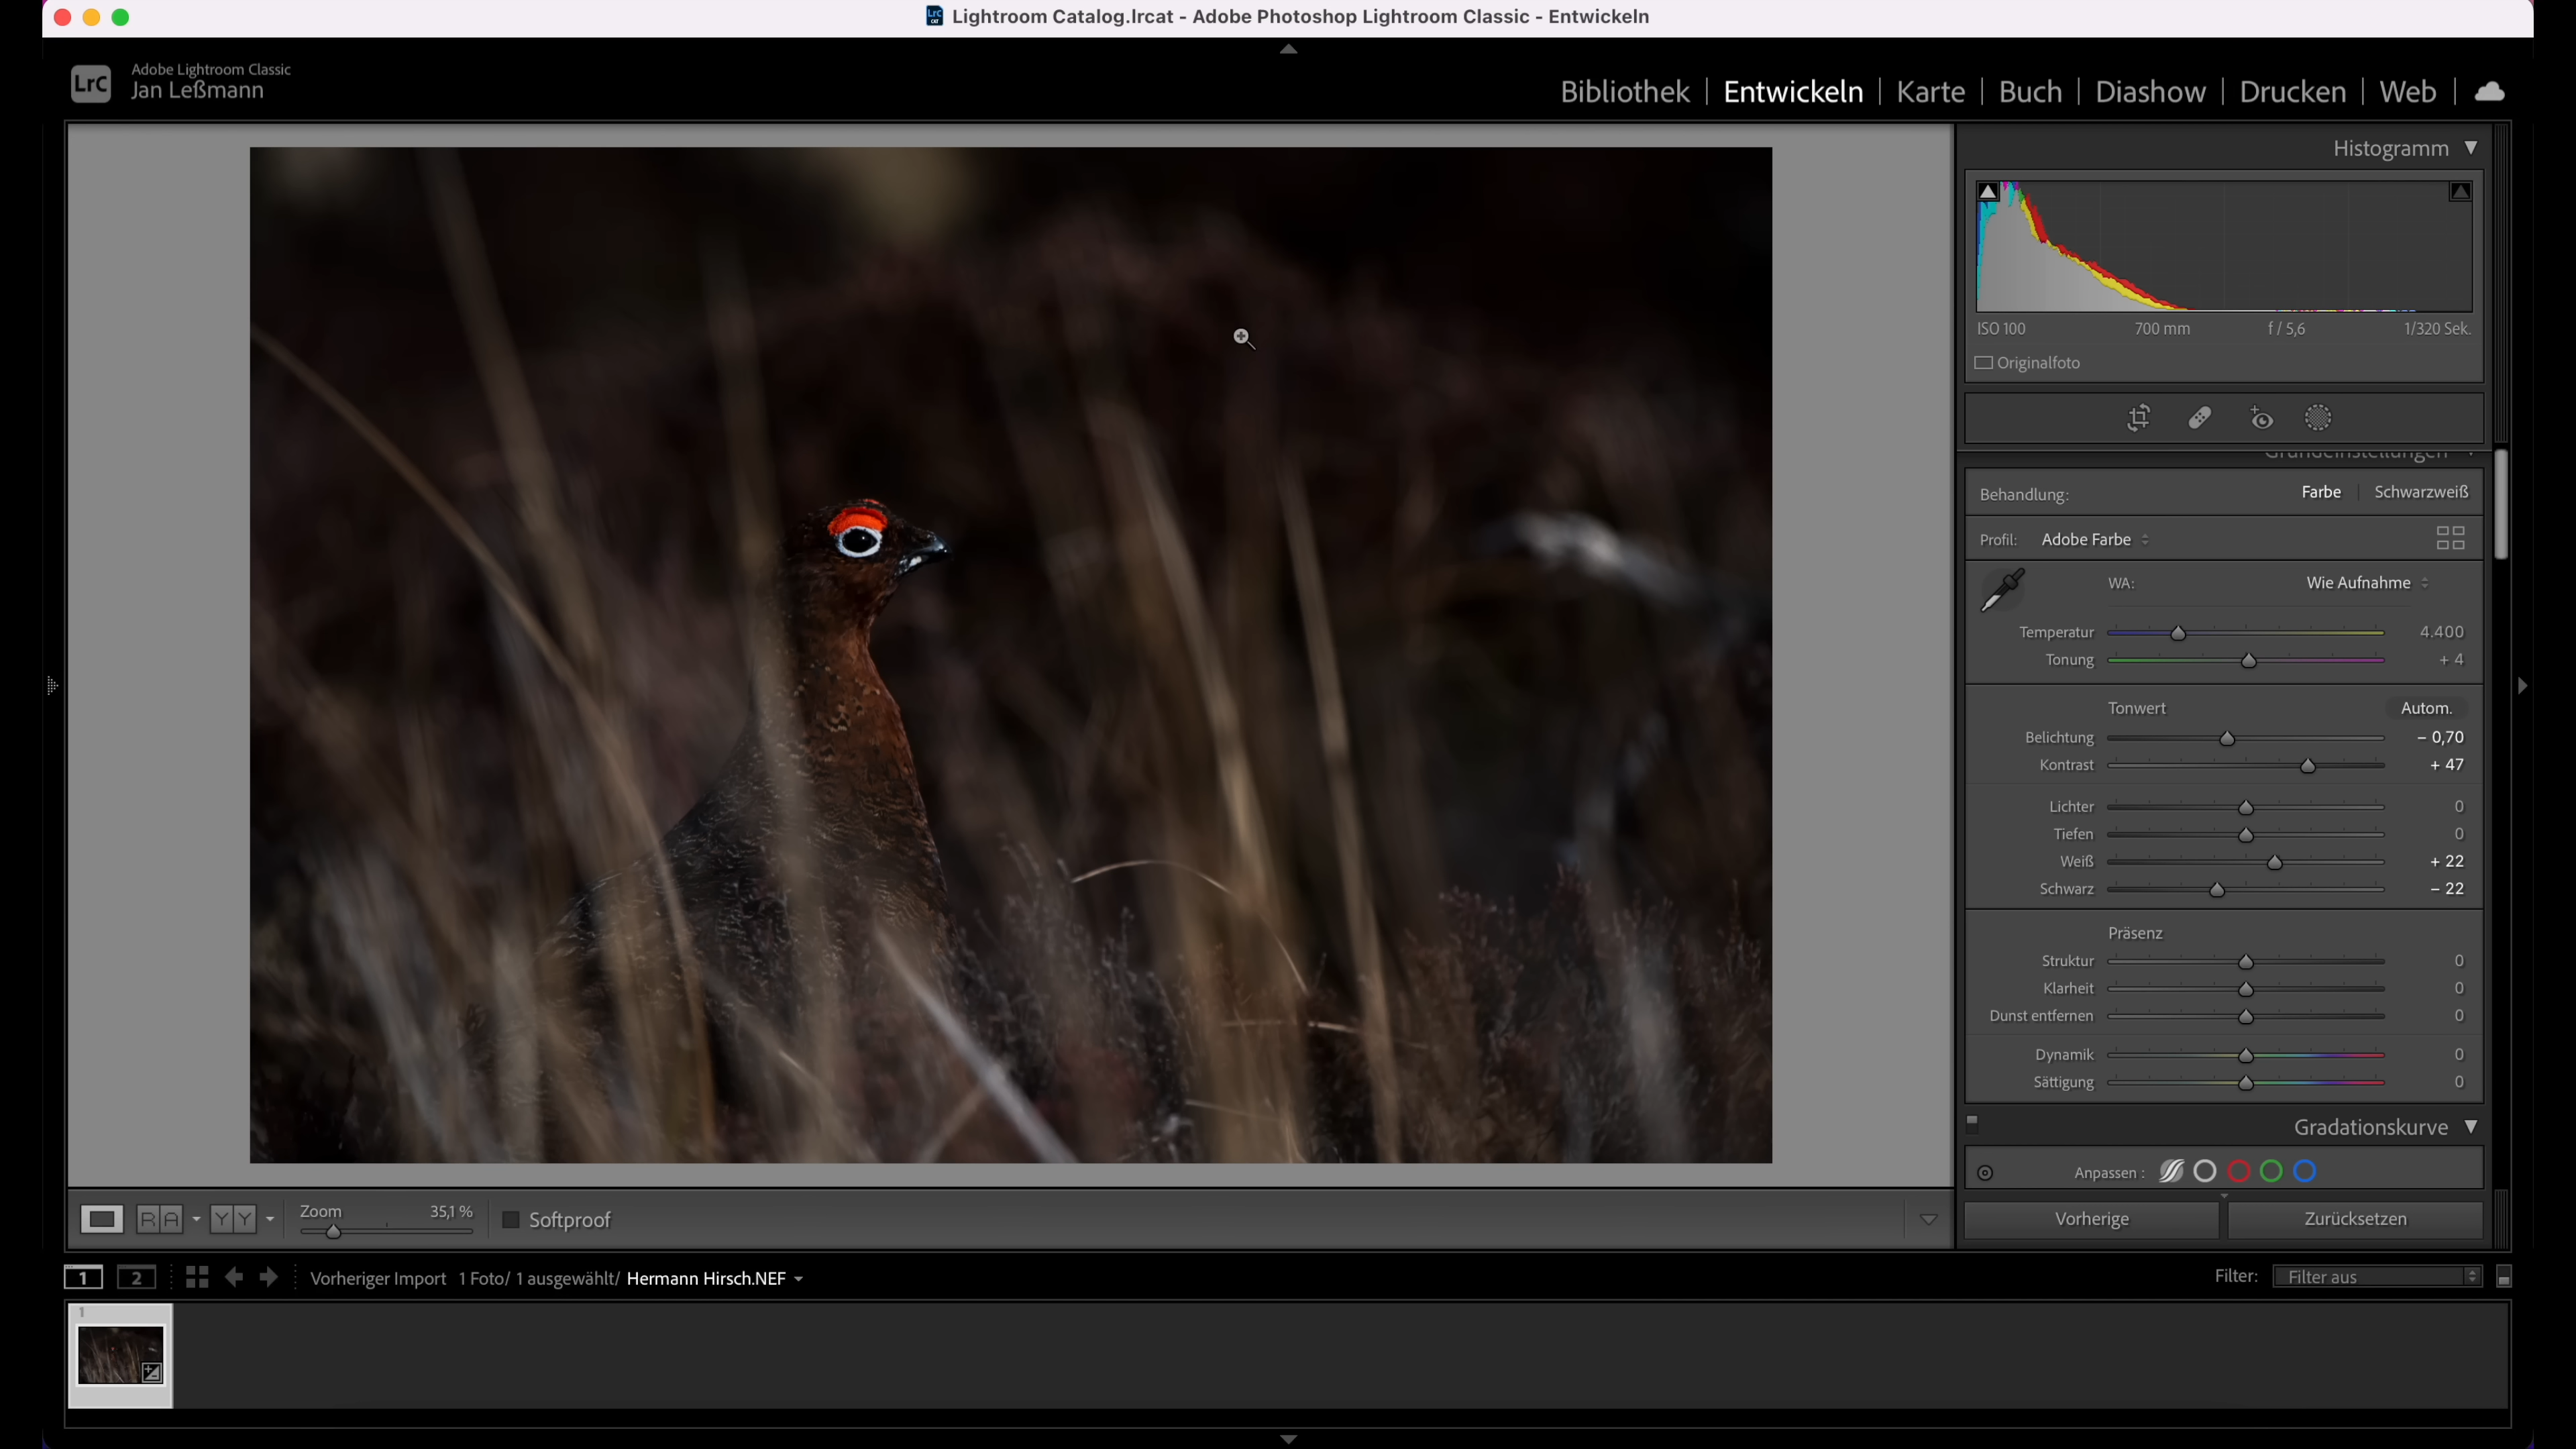 Lightroom Catalog.lrcat - Adobe Photoshop Lightroom Classic - Entwickeln
LrC
Adobe Lightroom Classic
Jan Leßmann
Bibliothek | Entwickeln | Karte | Buch | Diashow | Drucken | Web
Histogramm
ISO 100 700 mm f / 5,6 1/320 Sek.
Originalfoto
Grundeinstellungen
Behandlung: Farbe Schwarzweiß
Profil: Adobe Farbe
WA: Wie Aufnahme
Temperatur 4.400
Tonung + 4
Tonwert Autom.
Belichtung – 0,70
Kontrast + 47
Lichter 0
Tiefen 0
Weiß + 22
Schwarz – 22
Präsenz
Struktur 0
Klarheit 0
Dunst entfernen 0
Dynamik 0
Sättigung 0
Gradationskurve
Anpassen :
R A Y Y Zoom 35,1 % Softproof
Vorherige Zurücksetzen
1 2 Vorheriger Import 1 Foto/ 1 ausgewählt/ Hermann Hirsch.NEF Filter: Filter aus
1